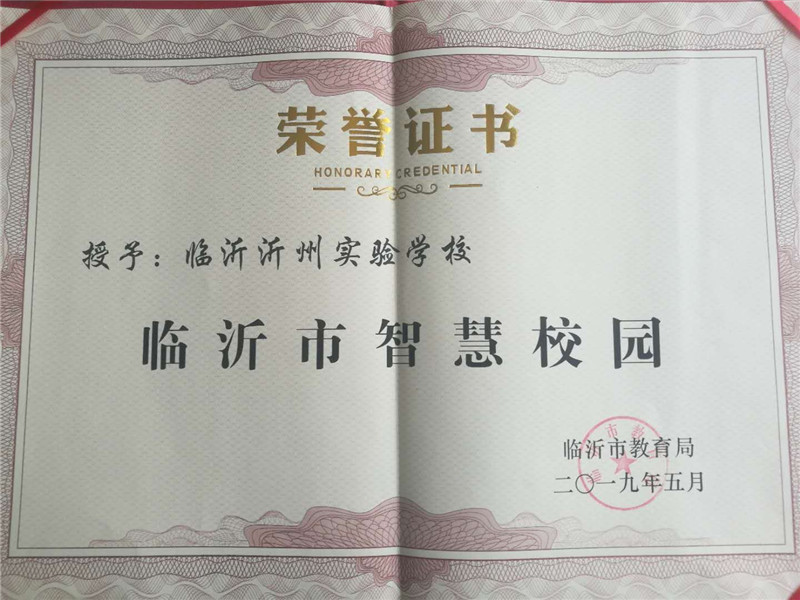 荣誉证书
HONORARY CREDENTIAL
授予：临沂沂州实验学校
临沂市智慧校园
临沂市教育局
二〇一九年五月